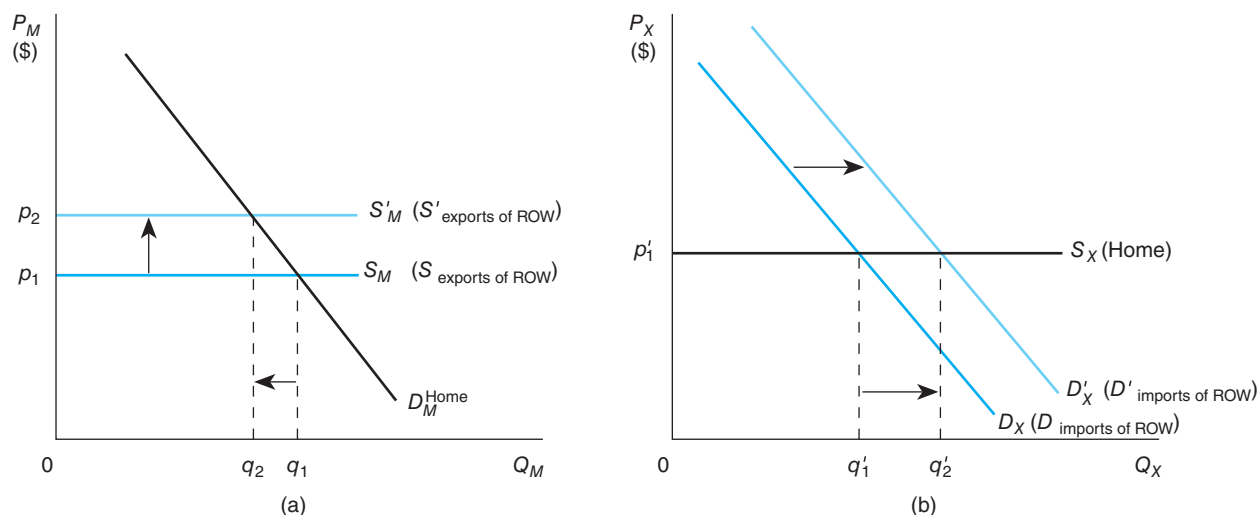 P_M
($)
p_2
S'_M (S' exports of ROW)
p_1
S_M (S exports of ROW)
D_M^Home
0
q_2
q_1
Q_M
(a)
P_X
($)
p'_1
S_X (Home)
D'_X (D' imports of ROW)
D_X (D imports of ROW)
0
q'_1
q'_2
Q_X
(b)